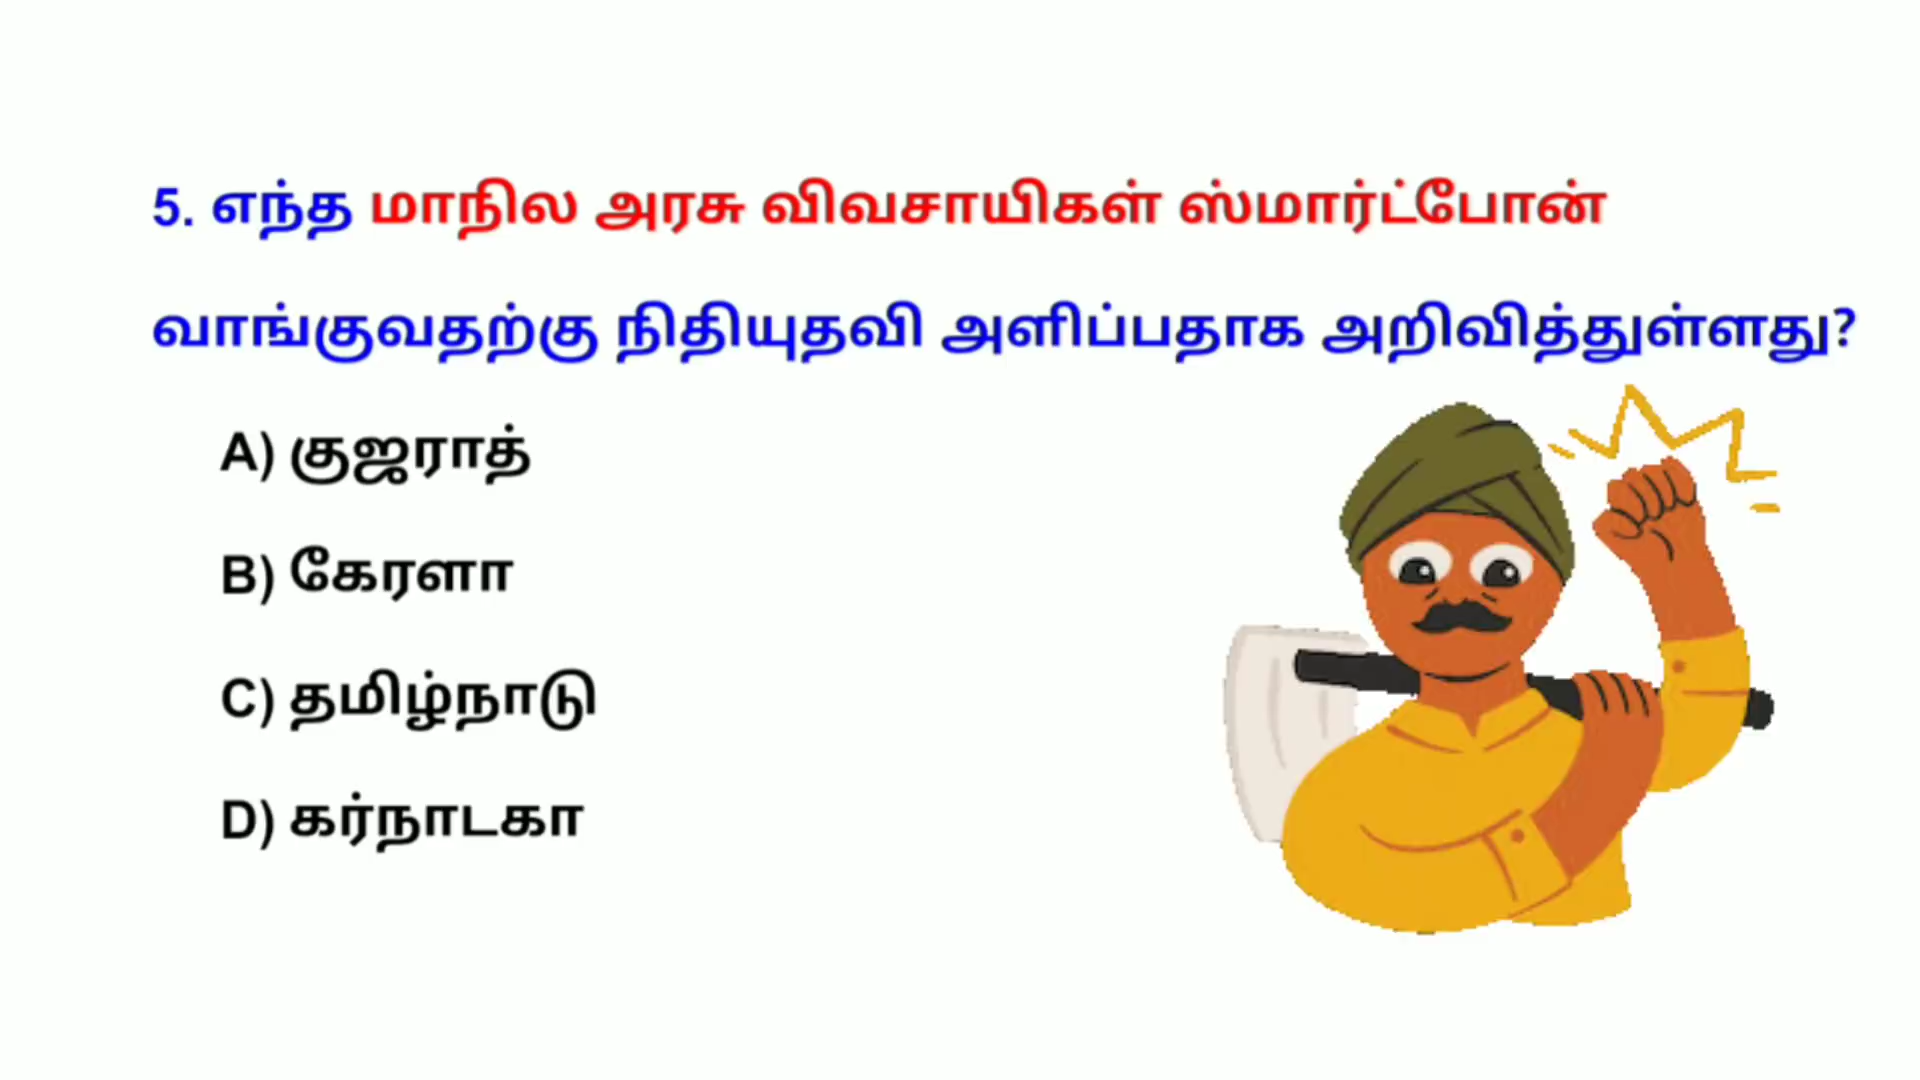 5. எந்த மாநில அரசு விவசாயிகள் ஸ்மார்ட்போன்
வாங்குவதற்கு நிதியுதவி அளிப்பதாக அறிவித்துள்ளது?
A) குஜராத்
B) கேரளா
C) தமிழ்நாடு
D) கர்நாடகா